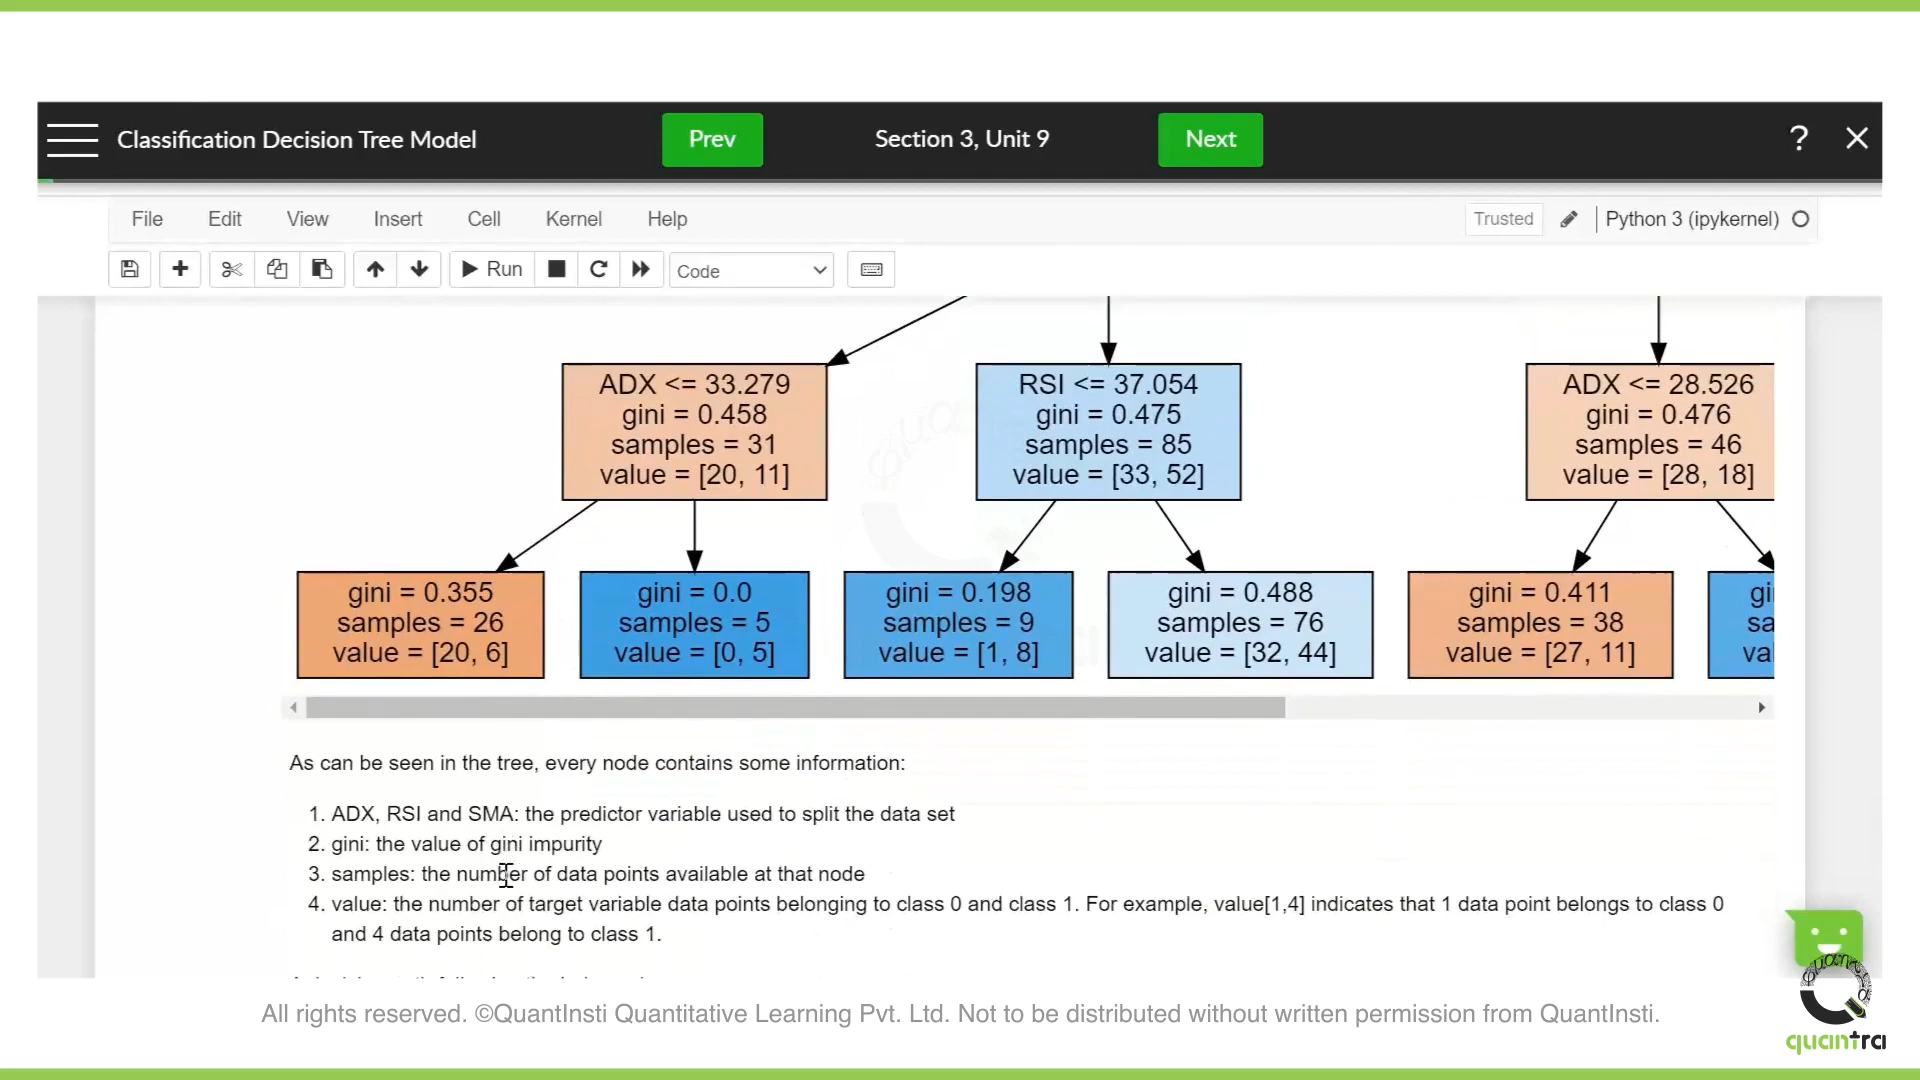 Classification Decision Tree Model
Prev
Section 3, Unit 9
Next
?
File Edit View Insert Cell Kernel Help
Trusted
Python 3 (ipykernel)
Run
Code
ADX <= 33.279
gini = 0.458
samples = 31
value = [20, 11]
RSI <= 37.054
gini = 0.475
samples = 85
value = [33, 52]
ADX <= 28.526
gini = 0.476
samples = 46
value = [28, 18]
gini = 0.355
samples = 26
value = [20, 6]
gini = 0.0
samples = 5
value = [0, 5]
gini = 0.198
samples = 9
value = [1, 8]
gini = 0.488
samples = 76
value = [32, 44]
gini = 0.411
samples = 38
value = [27, 11]
gi
sa
val
As can be seen in the tree, every node contains some information:
1. ADX, RSI and SMA: the predictor variable used to split the data set
2. gini: the value of gini impurity
3. samples: the number of data points available at that node
4. value: the number of target variable data points belonging to class 0 and class 1. For example, value[1,4] indicates that 1 data point belongs to class 0
and 4 data points belong to class 1.
All rights reserved. ©QuantInsti Quantitative Learning Pvt. Ltd. Not to be distributed without written permission from QuantInsti.
quantra